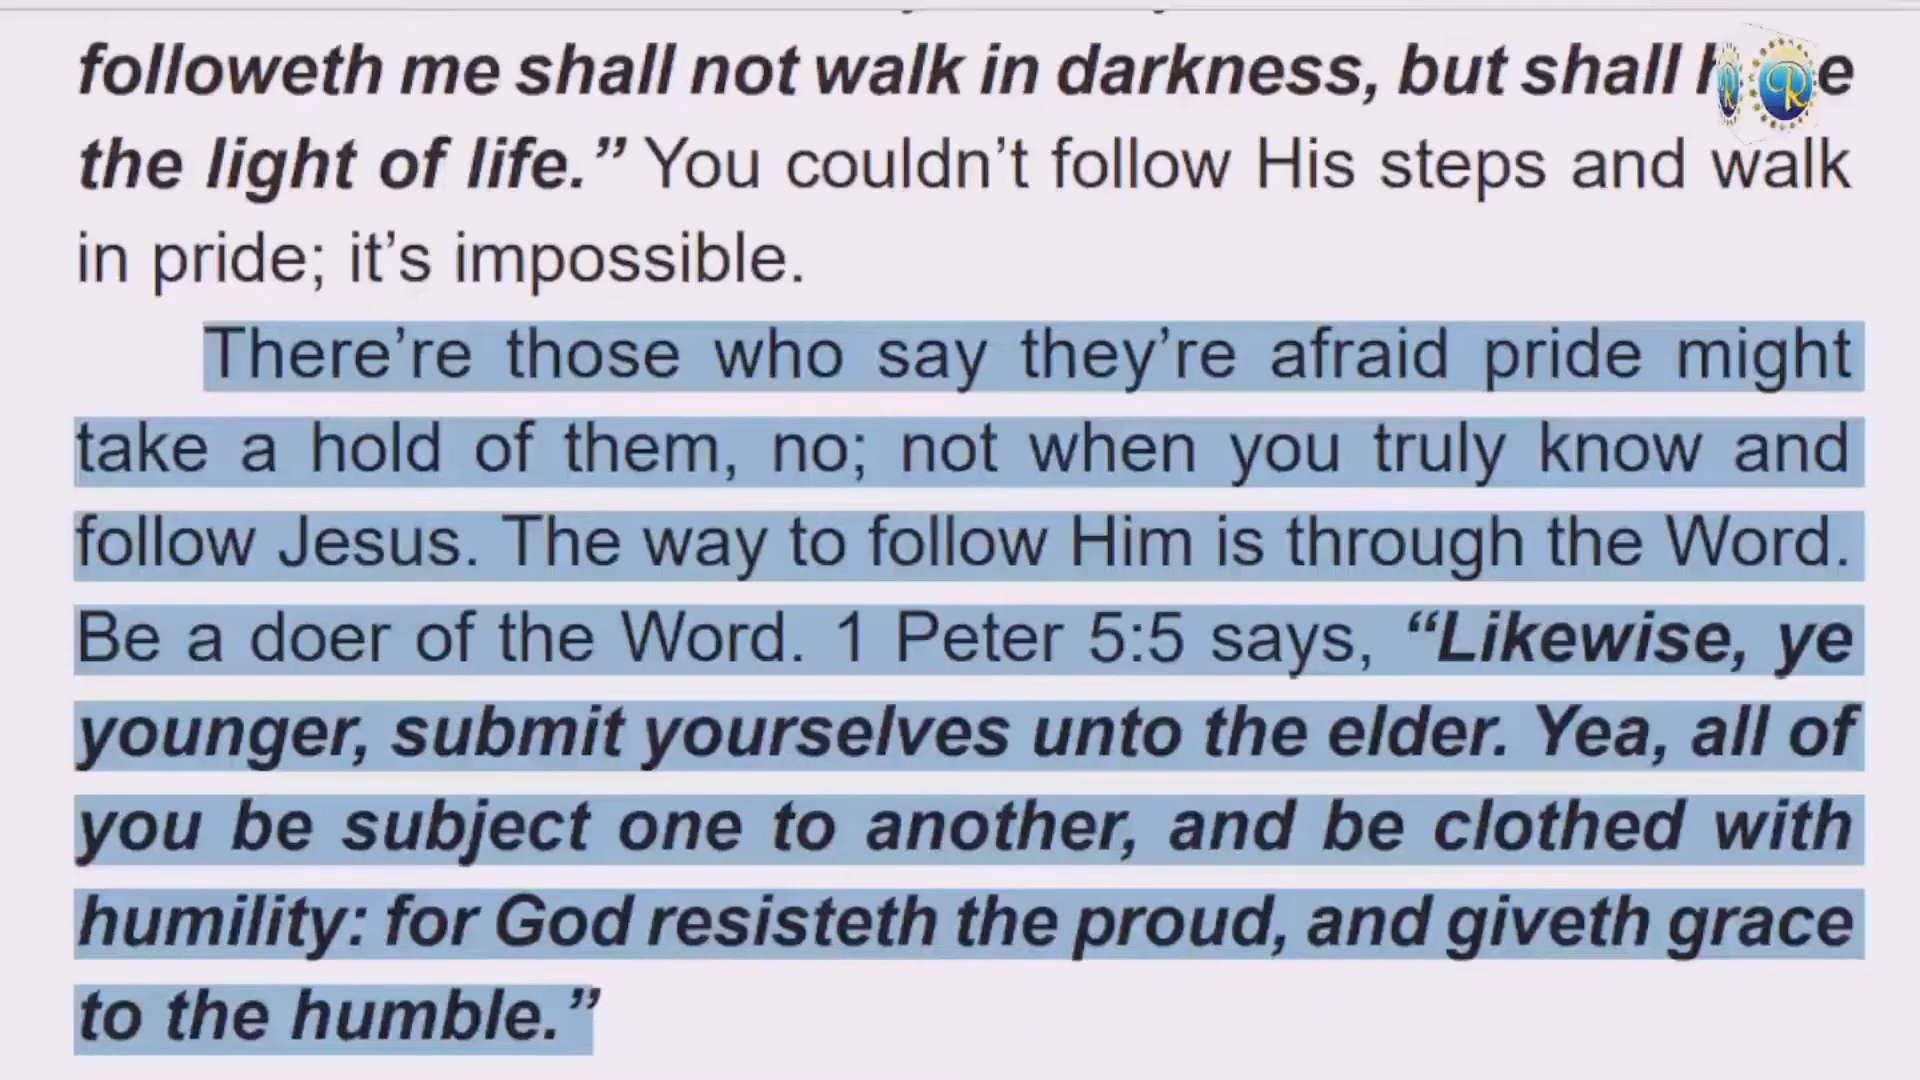 followeth me shall not walk in darkness, but shall
the light of life.” You couldn’t follow His steps and walk
in pride; it’s impossible.
There’re those who say they’re afraid pride might
take a hold of them, no; not when you truly know and
follow Jesus. The way to follow Him is through the Word.
Be a doer of the Word. 1 Peter 5:5 says, “Likewise, ye
younger, submit yourselves unto the elder. Yea, all of
you be subject one to another, and be clothed with
humility: for God resisteth the proud, and giveth grace
to the humble.”